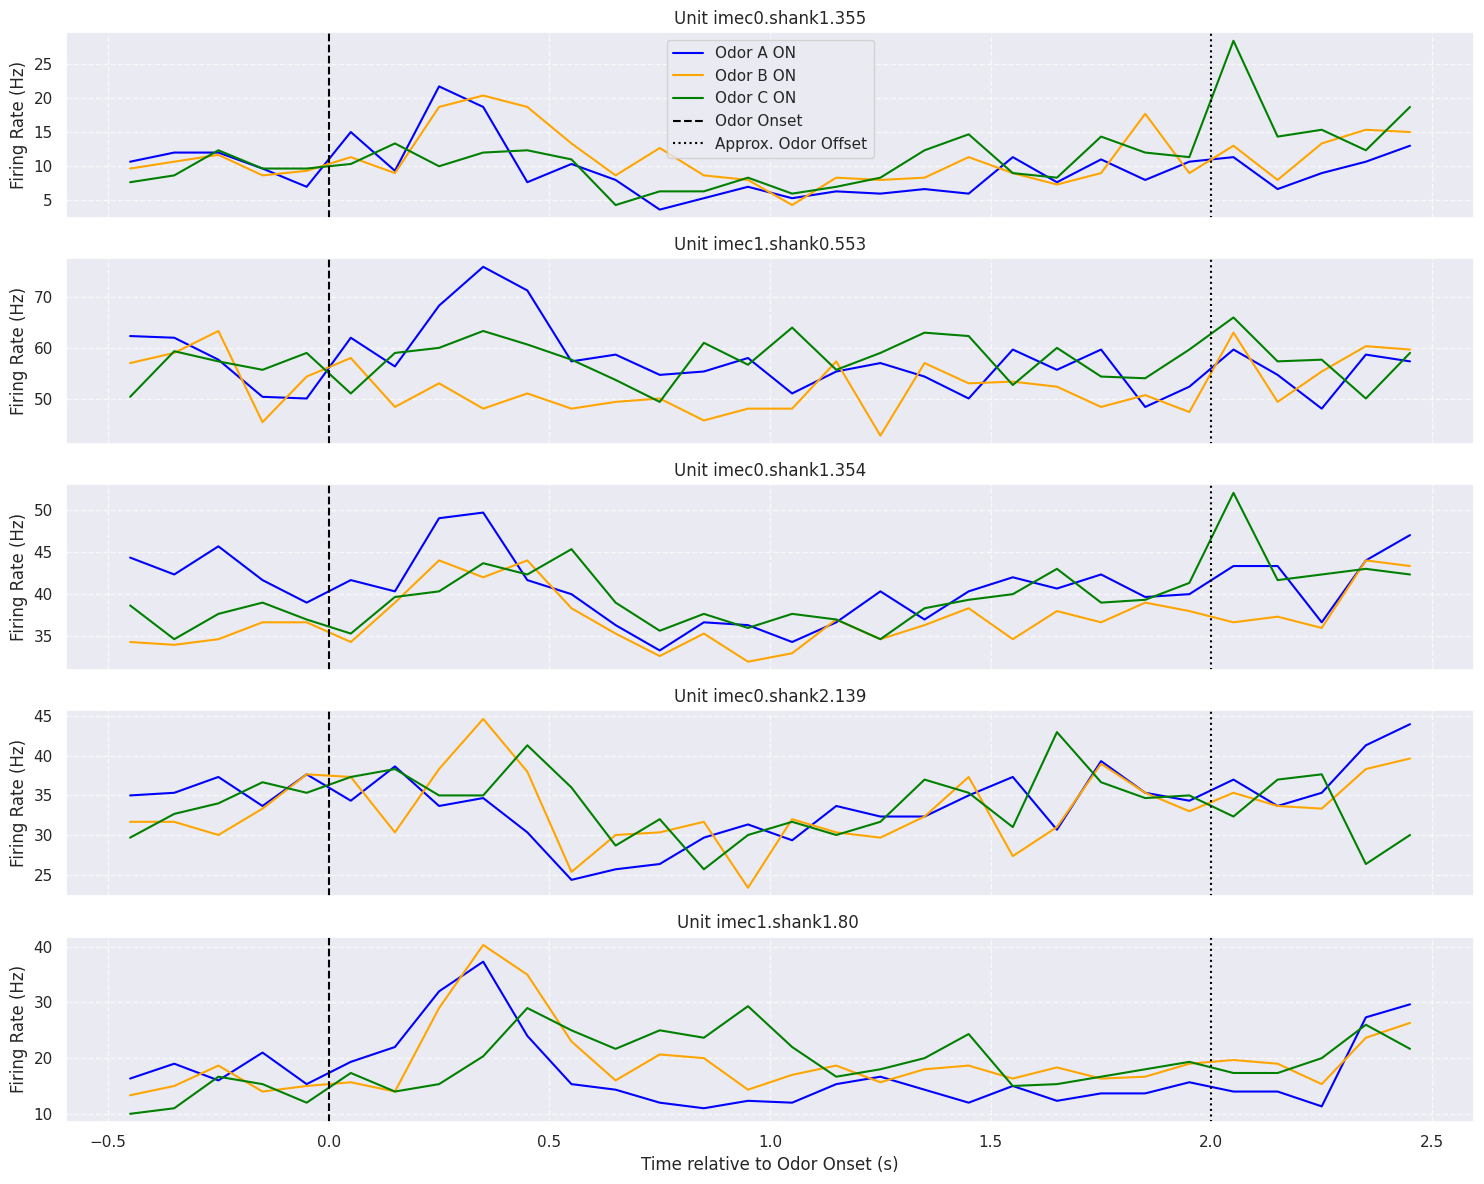 Unit imec0.shank1.355
Firing Rate (Hz)
25
20
15
10
5
Odor A ON
Odor B ON
Odor C ON
Odor Onset
Approx. Odor Offset
Unit imec1.shank0.553
Firing Rate (Hz)
70
60
50
Unit imec0.shank1.354
Firing Rate (Hz)
50
45
40
35
Unit imec0.shank2.139
Firing Rate (Hz)
45
40
35
30
25
Unit imec1.shank1.80
Firing Rate (Hz)
40
30
20
10
−0.5 0.0 0.5 1.0 1.5 2.0 2.5
Time relative to Odor Onset (s)